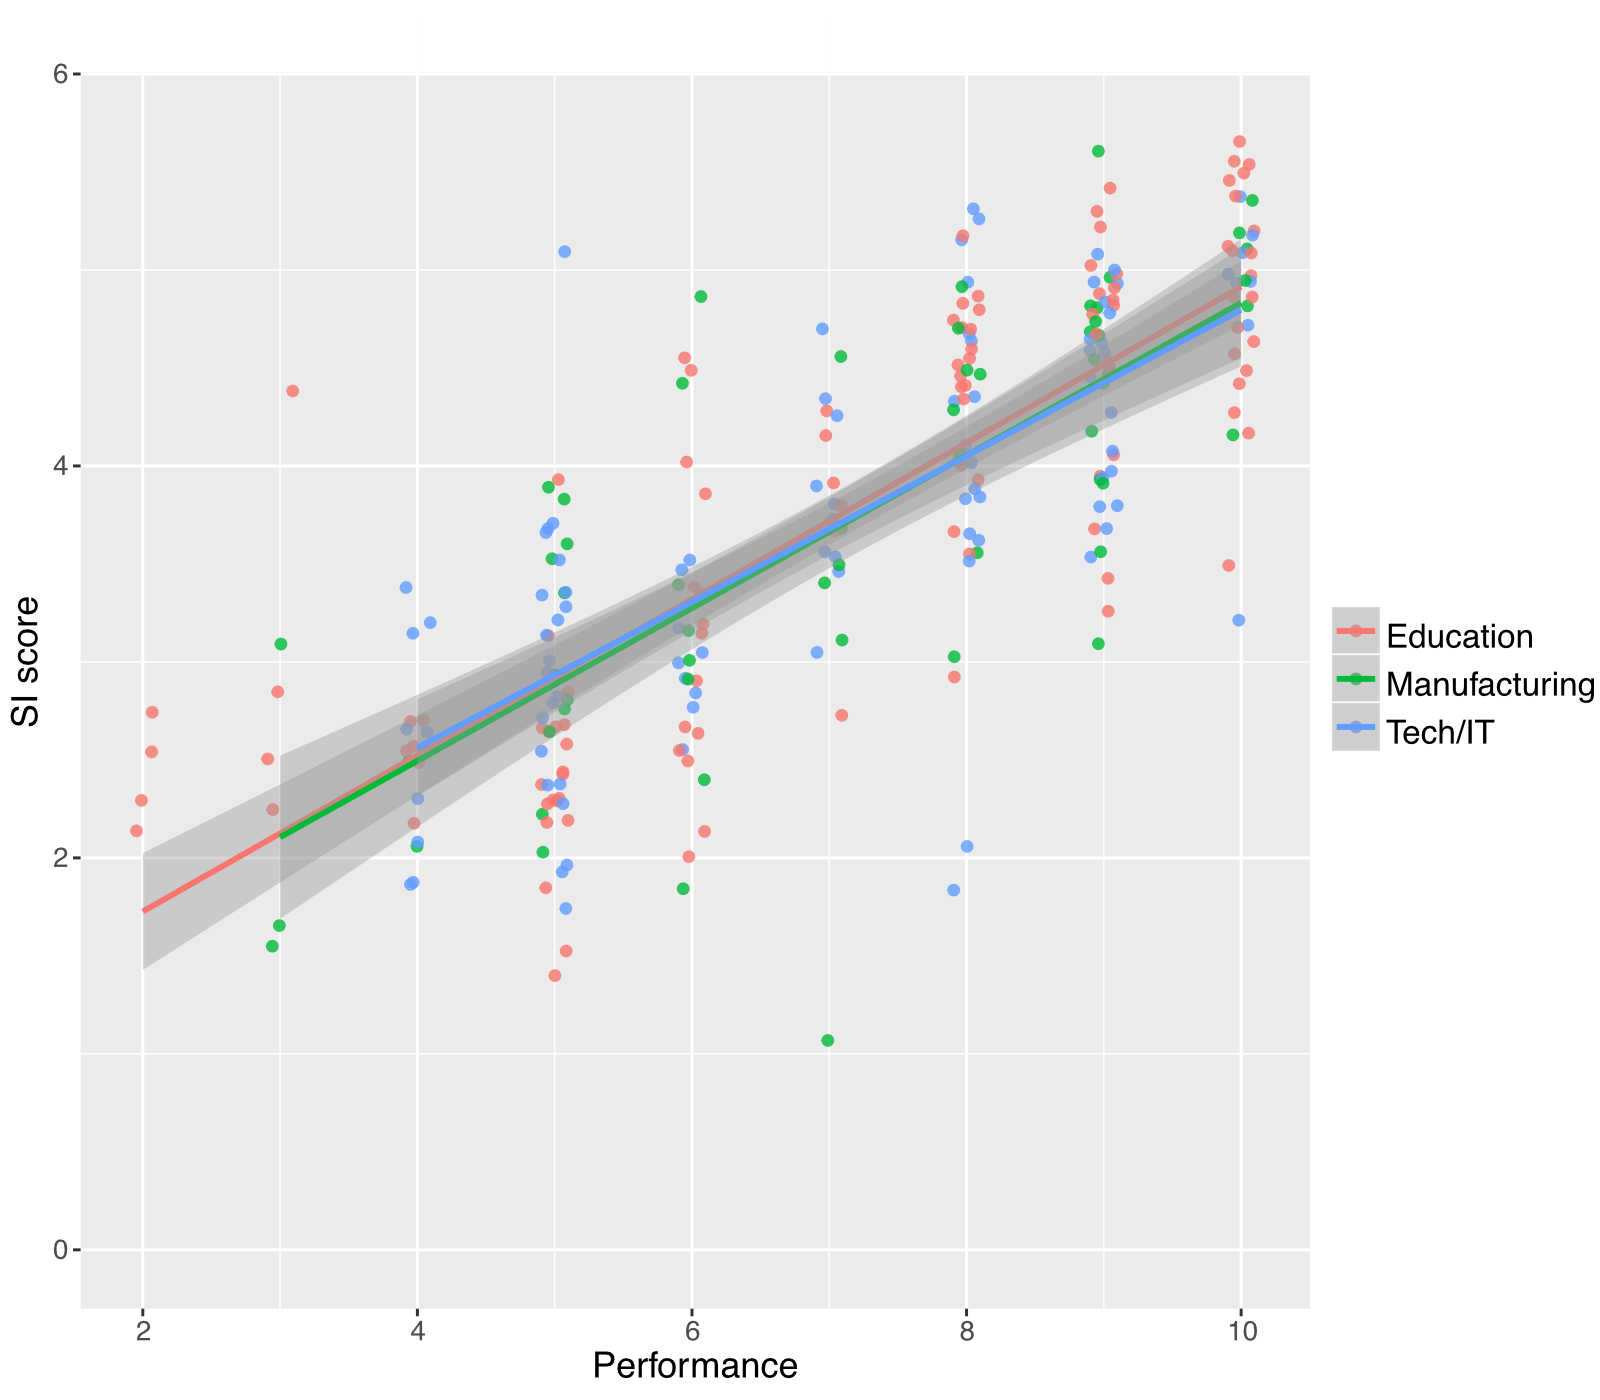 6
4
2
0
SI score
2 4 6 8 10
Performance
Education
Manufacturing
Tech/IT